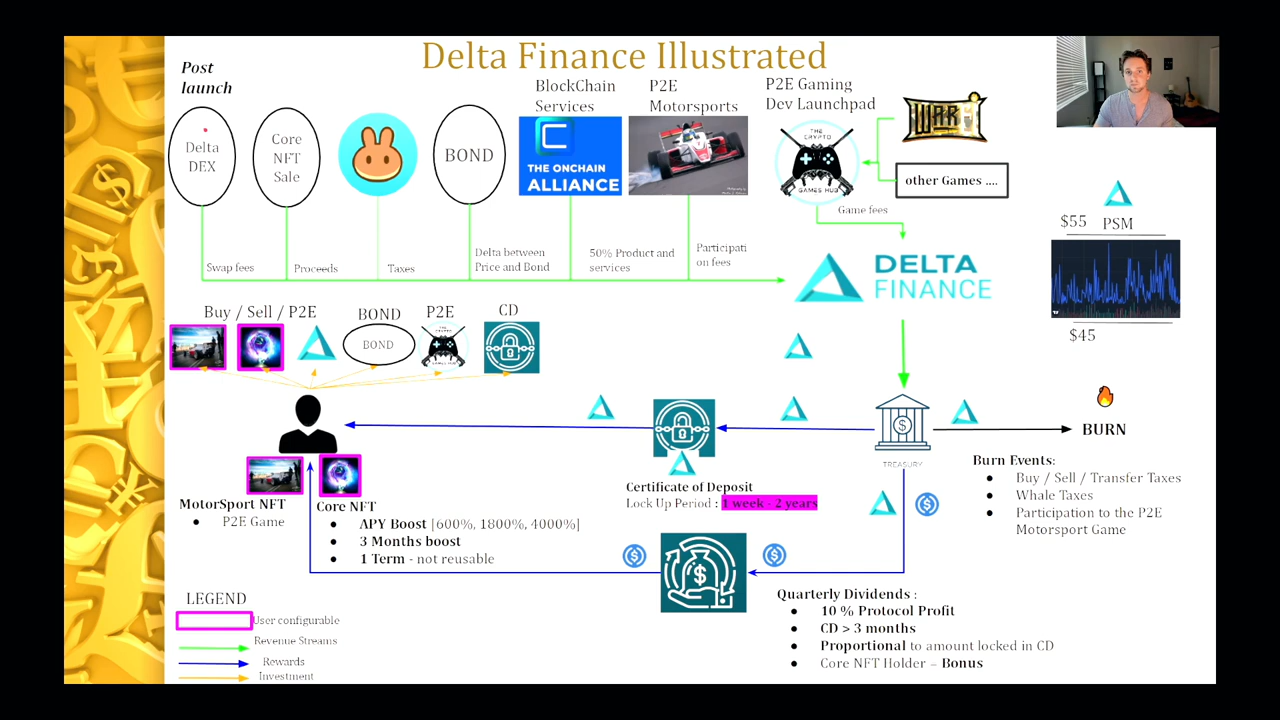 Delta Finance Illustrated
Post
launch
Delta
DEX
Core
NFT
Sale
BOND
BlockChain
Services
THE ONCHAIN
ALLIANCE
P2E
Motorsports
P2E Gaming
Dev Launchpad
THE
CRYPTO
GAMES HUB
WAR
other Games ....
Game fees
Swap fees
Proceeds
Taxes
Delta between
Price and Bond
50% Product and
services
Participati
on fees
DELTA
FINANCE
$55 PSM
$45
Buy / Sell / P2E
BOND
P2E
CD
BOND
BURN
TREASURY
Certificate of Deposit
Lock Up Period : 1 week - 2 years
Burn Events:
● Buy / Sell / Transfer Taxes
● Whale Taxes
● Participation to the P2E
Motorsport Game
MotorSport NFT
● P2E Game
Core NFT
● APY Boost [600%, 1800%, 4000%]
● 3 Months boost
● 1 Term - not reusable
Quarterly Dividends :
● 10 % Protocol Profit
● CD > 3 months
● Proportional to amount locked in CD
● Core NFT Holder – Bonus
LEGEND
User configurable
Revenue Streams
Rewards
Investment